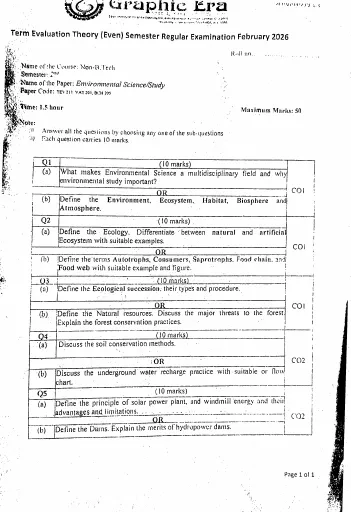 Graphic Era
Term Evaluation Theory (Even) Semester Regular Examination February 2026
Roll no
Name of the Course: Non-B.Tech
Semester: 2nd
Name of the Paper: Environmental Science/Study
Paper Code:
Time: 1.5 hour Maximum Marks: 50
Note:
(i) Answer all the questions by choosing any one of the sub-questions
(ii) Each question carries 10 marks.
Q1 (10 marks)
(a) What makes Environmental Science a multidisciplinary field and why
environmental study important?
CO1
OR
(b) Define the Environment, Ecosystem, Habitat, Biosphere and
Atmosphere.
Q2 (10 marks)
(a) Define the Ecology. Differentiate between natural and artificial
Ecosystem with suitable examples.
CO1
OR
(b) Define the terms Autotrophs, Consumers, Saprotrophs, Food chain, and
Food web with suitable example and figure.
Q3 (10 marks)
(a) Define the Ecological succession, their types and procedure.
OR
CO1
(b) Define the Natural resources. Discuss the major threats to the forest.
Explain the forest conservation practices.
Q4 (10 marks)
(a) Discuss the soil conservation methods.
OR
CO2
(b) Discuss the underground water recharge practice with suitable or flow
chart.
Q5 (10 marks)
(a) Define the principle of solar power plant, and windmill energy and their
advantages and limitations.
CO2
OR
(b) Define the Dams. Explain the merits of hydropower dams.
Page 1 of 1